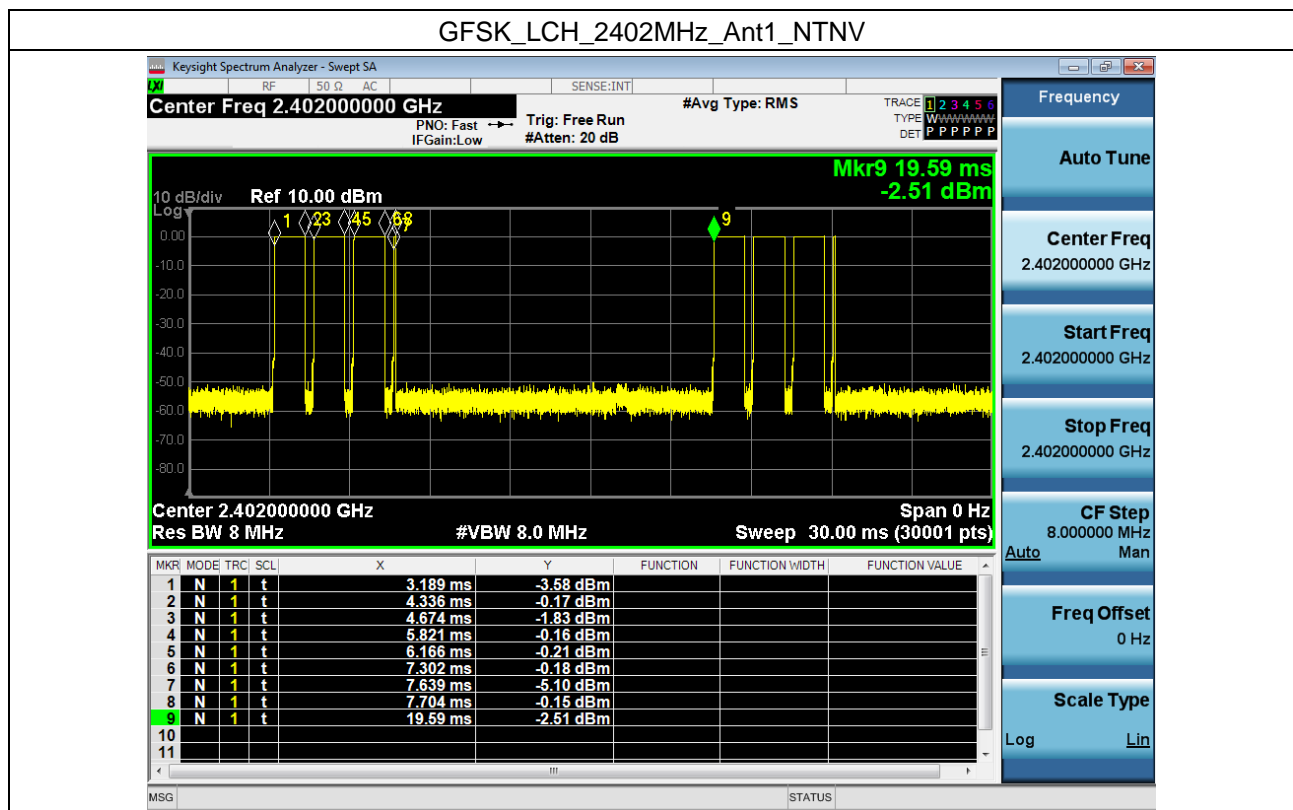 GFSK_LCH_2402MHz_Ant1_NTNV
Keysight Spectrum Analyzer - Swept SA
LXI RF 50 Ω AC SENSE:INT
Center Freq 2.402000000 GHz
PNO: Fast
IFGain:Low
Trig: Free Run
#Atten: 20 dB
#Avg Type: RMS
TRACE 1 2 3 4 5 6
TYPE WWWWWW
DET P P P P P P
Mkr9 19.59 ms
-2.51 dBm
10 dB/div Ref 10.00 dBm
Log
1 2 3 4 5 6 7 8 9
0.00
-10.0
-20.0
-30.0
-40.0
-50.0
-60.0
-70.0
-80.0
Center 2.402000000 GHz Span 0 Hz
Res BW 8 MHz #VBW 8.0 MHz Sweep 30.00 ms (30001 pts)
MKR MODE TRC SCL X Y FUNCTION FUNCTION WIDTH FUNCTION VALUE
1 N 1 t 3.189 ms -3.58 dBm
2 N 1 t 4.336 ms -0.17 dBm
3 N 1 t 4.674 ms -1.83 dBm
4 N 1 t 5.821 ms -0.16 dBm
5 N 1 t 6.166 ms -0.21 dBm
6 N 1 t 7.302 ms -0.18 dBm
7 N 1 t 7.639 ms -5.10 dBm
8 N 1 t 7.704 ms -0.15 dBm
9 N 1 t 19.59 ms -2.51 dBm
10
11
MSG STATUS
Frequency
Auto Tune
Center Freq
2.402000000 GHz
Start Freq
2.402000000 GHz
Stop Freq
2.402000000 GHz
CF Step
8.000000 MHz
Auto Man
Freq Offset
0 Hz
Scale Type
Log Lin